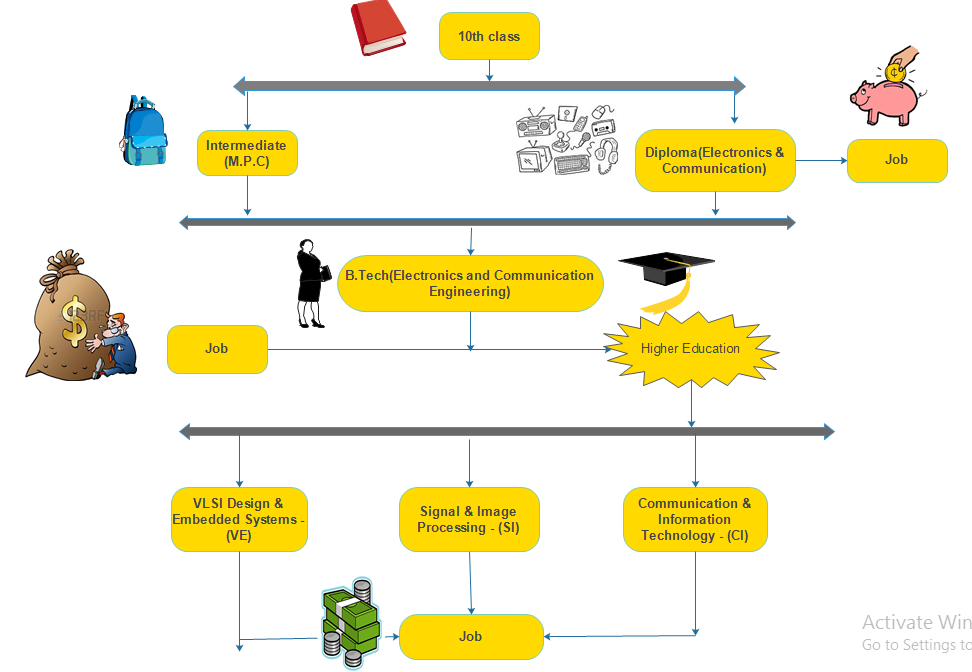 10th class
Intermediate
(M.P.C)
Diploma(Electronics &
Communication)
Job
B.Tech(Electronics and Communication
Engineering)
Job
Higher Education
VLSI Design &
Embedded Systems -
(VE)
Signal & Image
Processing - (SI)
Communication &
Information
Technology - (CI)
Job
Activate Win
Go to Settings to